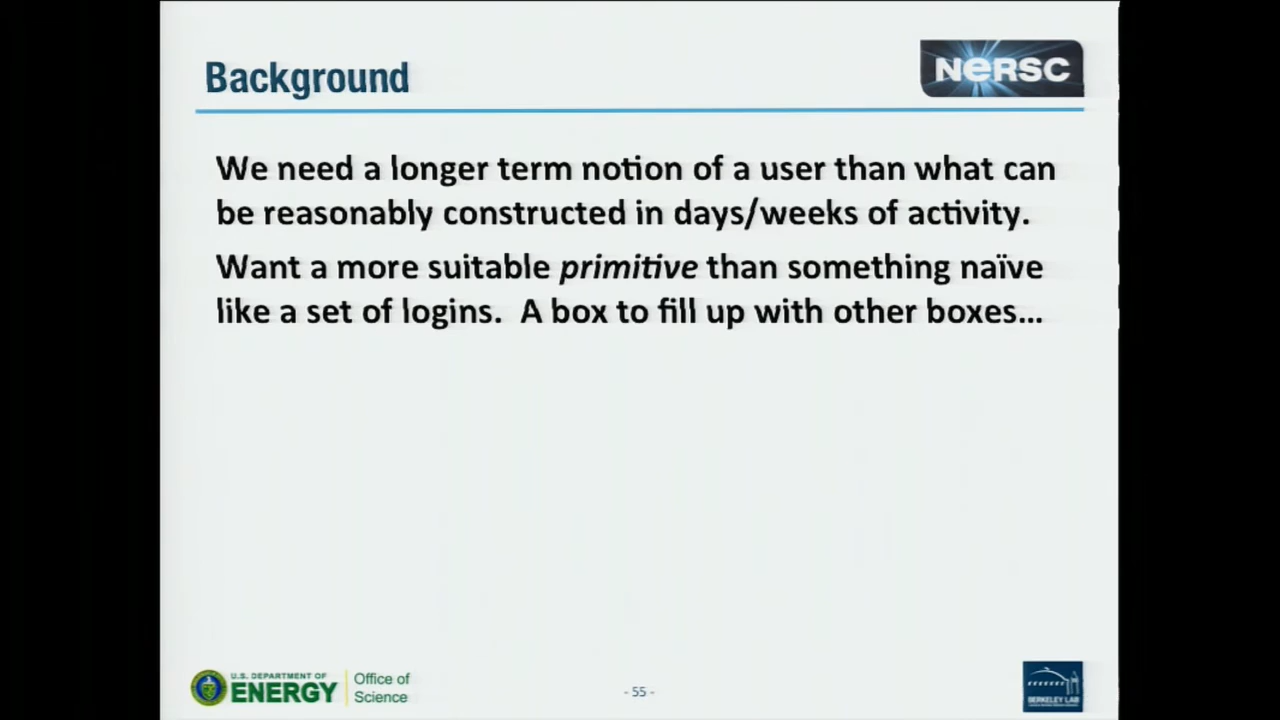 Background
NERSC
We need a longer term notion of a user than what can
be reasonably constructed in days/weeks of activity.
Want a more suitable primitive than something naïve
like a set of logins.  A box to fill up with other boxes…
U.S. DEPARTMENT OF
ENERGY
Office of
Science
- 55 -
BERKELEY LAB